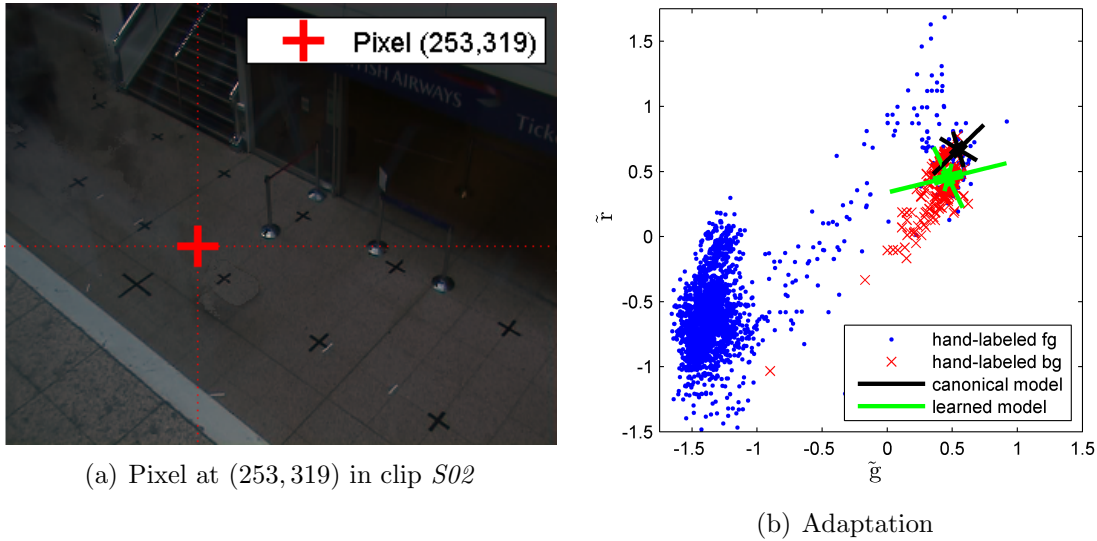 Pixel (253,319)
ISH AIRWAYS
Ticke
(a) Pixel at (253, 319) in clip S02
r̃
1.5
1
0.5
0
-0.5
-1
-1.5
hand-labeled fg
hand-labeled bg
canonical model
learned model
-1.5
-1
-0.5
0
0.5
1
1.5
g̃
(b) Adaptation